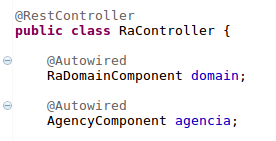 @RestController
public class RaController {
@Autowired
RaDomainComponent domain;
@Autowired
AgencyComponent agencia;